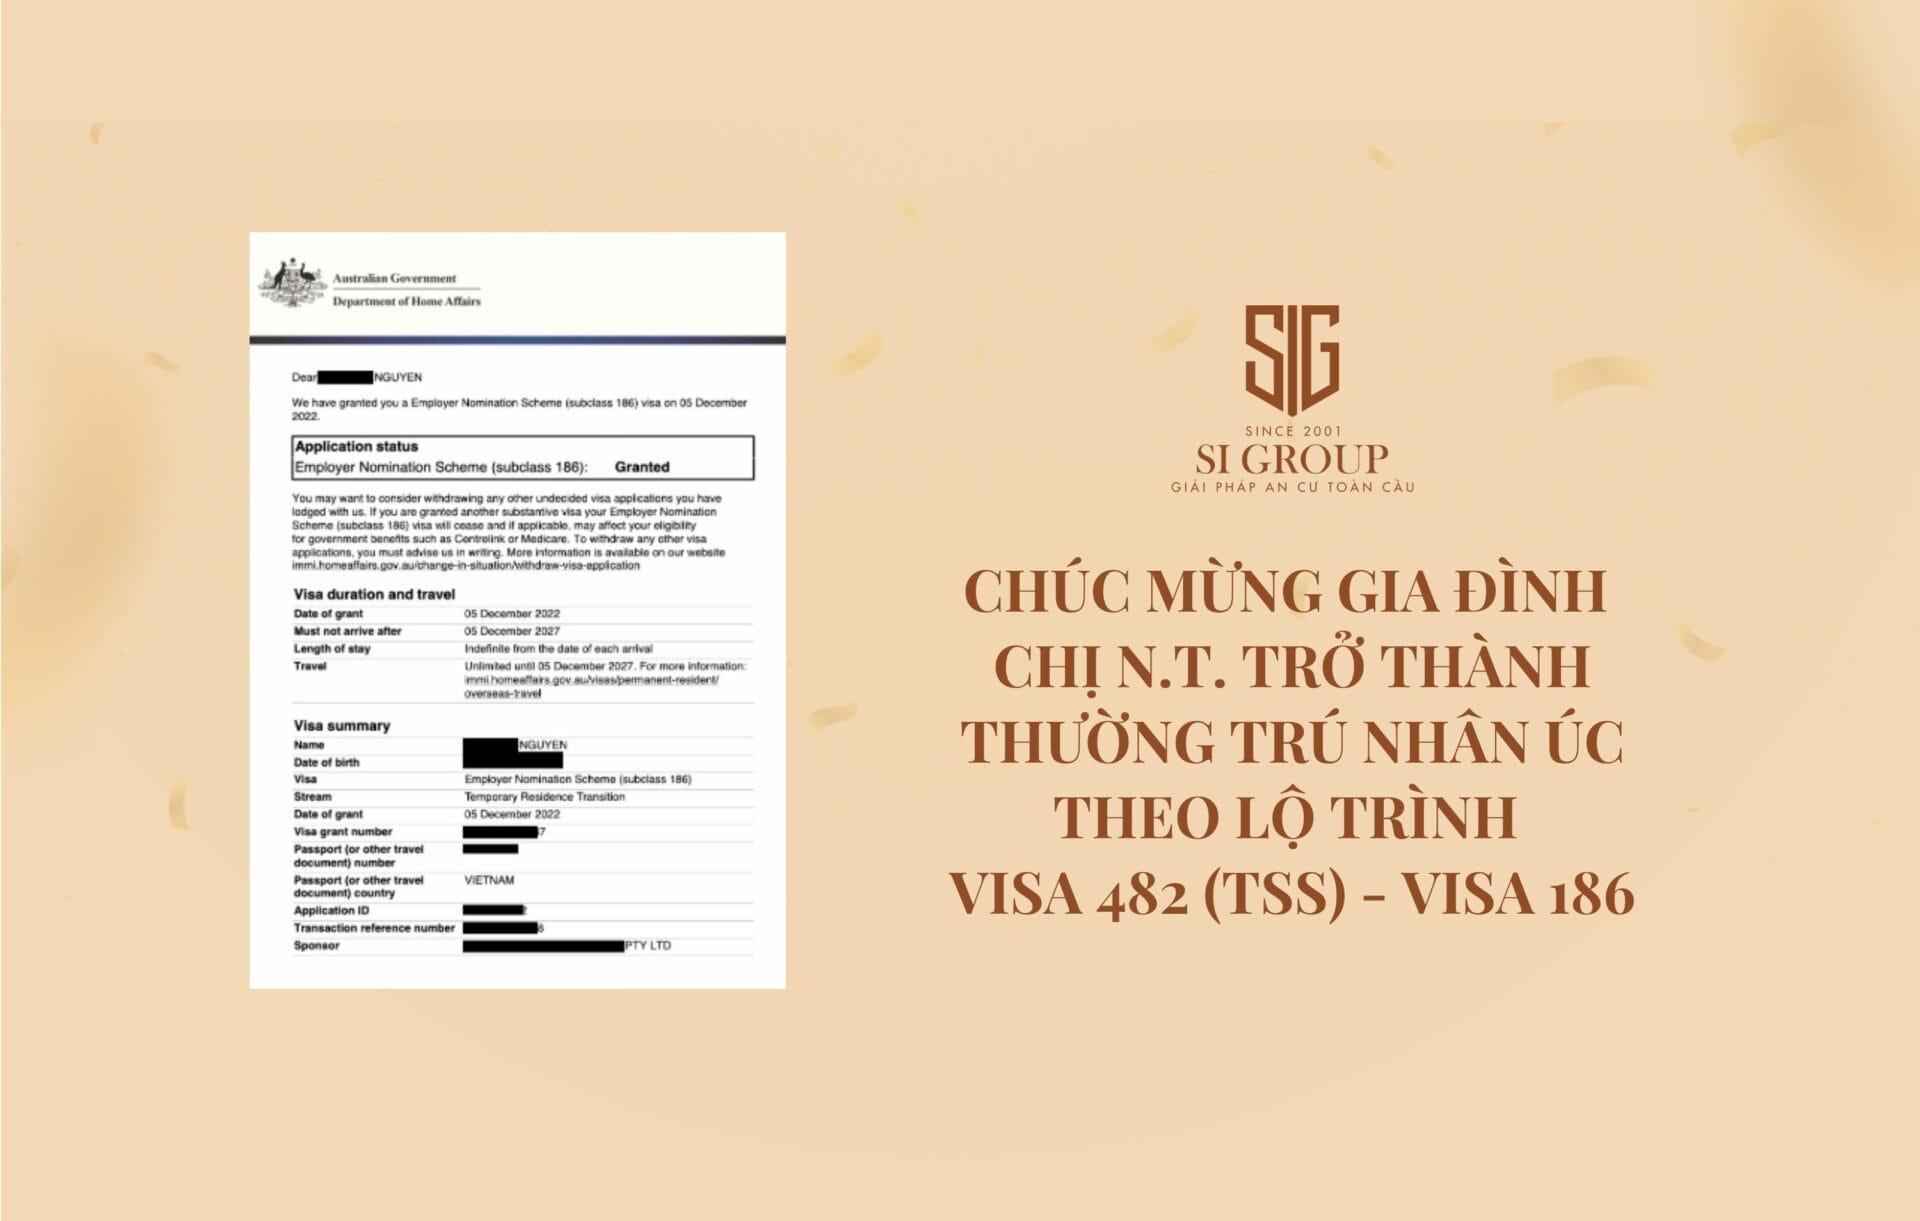 Australian Government
Department of Home Affairs
Dear NGUYEN
We have granted you a Employer Nomination Scheme (subclass 186) visa on 05 December
2022.
Application status
Employer Nomination Scheme (subclass 186): Granted
You may want to consider withdrawing any other undecided visa applications you have
lodged with us. If you are granted another substantive visa your Employer Nomination
Scheme (subclass 186) visa will cease and if applicable, may affect your eligibility
for government benefits such as Centrelink or Medicare. To withdraw any other visa
applications, you must advise us in writing. More information is available on our website
immi.homeaffairs.gov.au/change-in-situation/withdraw-visa-application
Visa duration and travel
Date of grant 05 December 2022
Must not arrive after 05 December 2027
Length of stay Indefinite from the date of each arrival
Travel Unlimited until 05 December 2027. For more information:
immi.homeaffairs.gov.au/visas/permanent-resident/
overseas-travel
Visa summary
Name NGUYEN
Date of birth
Visa Employer Nomination Scheme (subclass 186)
Stream Temporary Residence Transition
Date of grant 05 December 2022
Visa grant number 7
Passport (or other travel
document) number
Passport (or other travel VIETNAM
document) country
Application ID
Transaction reference number 8
Sponsor PTY LTD
SIG
SINCE 2001
SI GROUP
GIẢI PHÁP AN CƯ TOÀN CẦU
CHÚC MỪNG GIA ĐÌNH
CHỊ N.T. TRỞ THÀNH
THƯỜNG TRÚ NHÂN ÚC
THEO LỘ TRÌNH
VISA 482 (TSS) - VISA 186